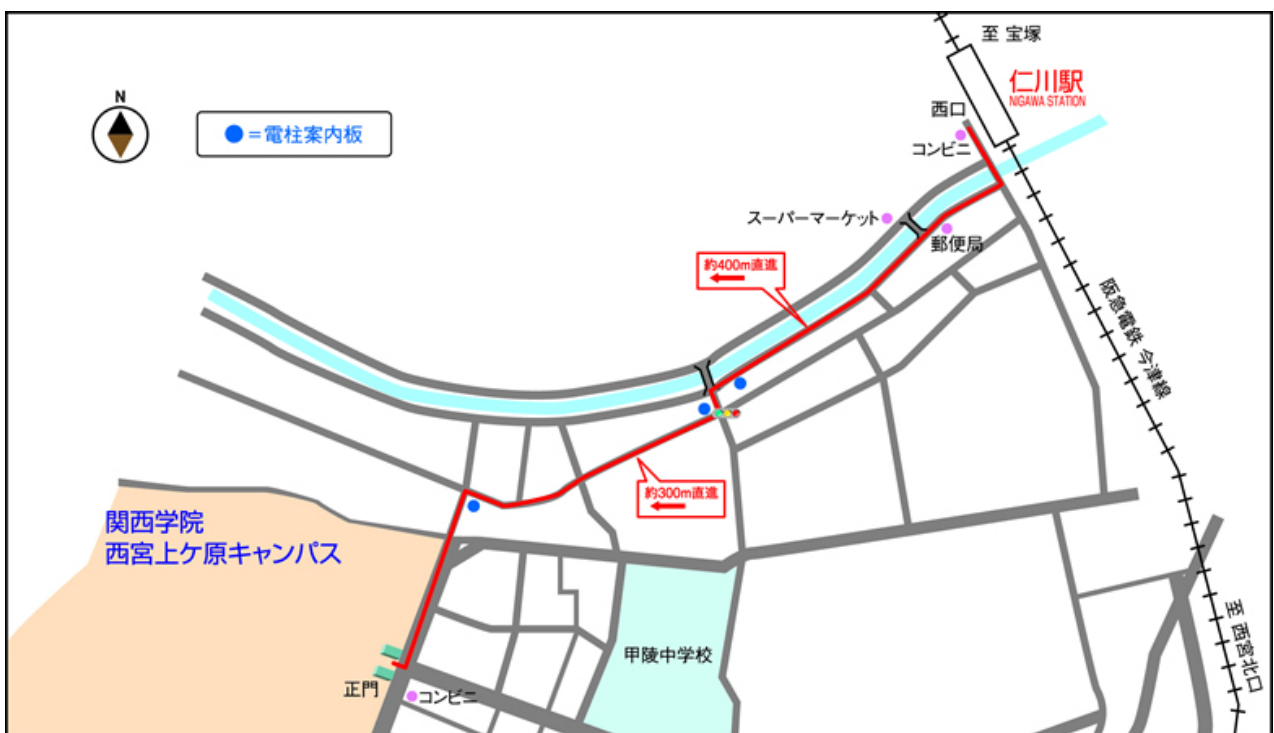 至 宝塚
仁川駅
NIGAWA STATION
N
西口
●=電柱案内板
コンビニ
スーパーマーケット
郵便局
約400m直進
阪急電鉄 今津線
約300m直進
関西学院
西宮上ケ原キャンパス
至 西宮北口
甲陵中学校
正門
コンビニ